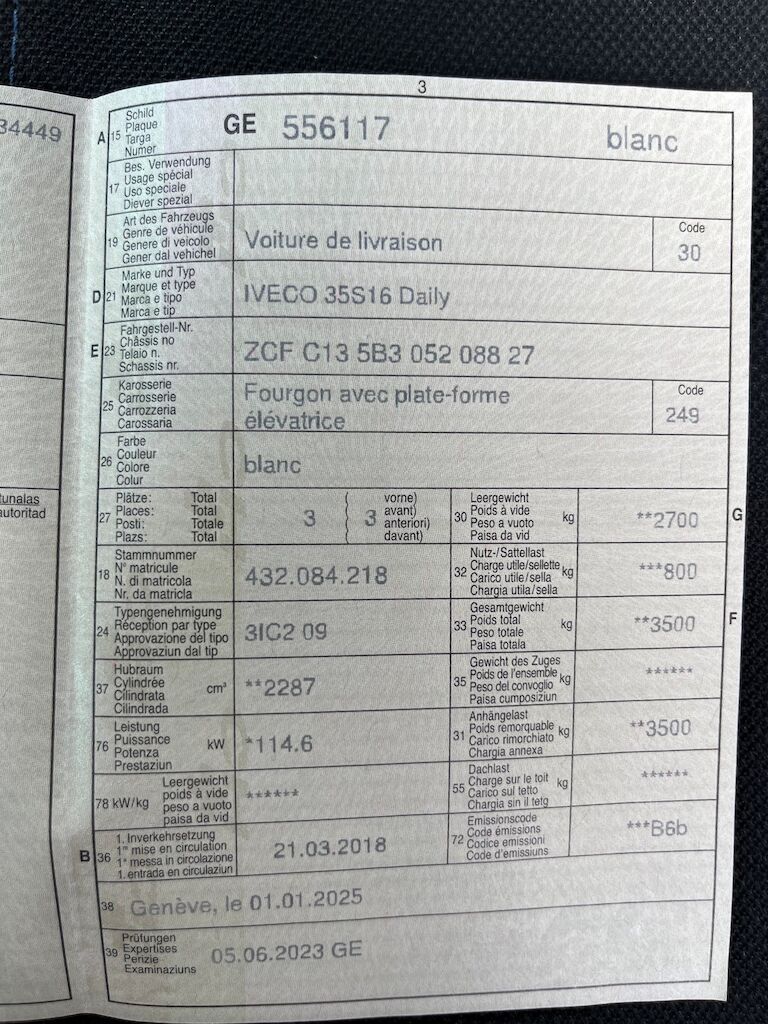 34449
tunalas
autoritad
3
A 15 Schild
Plaque
Targa
Numer
GE 556117 blanc
17 Bes. Verwendung
Usage spécial
Uso speciale
Diever spezial
19 Art des Fahrzeugs
Genre de véhicule
Genere di veicolo
Gener dal vehichel
Voiture de livraison
Code
30
D 21 Marke und Typ
Marque et type
Marca e tipo
Marca e tip
IVECO 35S16 Daily
E 23 Fahrgestell-Nr.
Châssis no
Telaio n.
Schassis nr.
ZCF C13 5B3 052 088 27
25 Karosserie
Carrosserie
Carrozzeria
Carossaria
Fourgon avec plate-forme
élévatrice
Code
249
26 Farbe
Couleur
Colore
Colur
blanc
27 Plätze: Total
Places: Total
Posti: Totale
Plazs: Total
3 ( 3 vorne)
avant)
anteriori)
davant)
30 Leergewicht
Poids à vide
Peso a vuoto
Paisa da vid
kg
**2700
G
18 Stammnummer
N° matricule
N. di matricola
Nr. da matricla
432.084.218
32 Nutz-/Sattellast
Charge utile/sellette
Carico utile/sella
Chargia utila/sella
kg
***800
24 Typengenehmigung
Réception par type
Approvazione del tipo
Approvaziun dal tip
3IC2 09
33 Gesamtgewicht
Poids total
Peso totale
Paisa totala
kg
**3500
F
37 Hubraum
Cylindrée
Cilindrata
Cilindrada
cm³
**2287
35 Gewicht des Zuges
Poids de l'ensemble
Peso del convoglio
Paisa cumposiziun
kg
******
76 Leistung
Puissance
Potenza
Prestaziun
kW
*114.6
31 Anhängelast
Poids remorquable
Carico rimorchiato
Chargia annexa
kg
**3500
78 kW/kg
Leergewicht
poids à vide
peso a vuoto
paisa da vid
******
55 Dachlast
Charge sur le toit
Carico sul tetto
Chargia sin il tetg
kg
******
B 36 1. Inverkehrsetzung
1re mise en circulation
1a messa in circolazione
1. entrada en circulaziun
21.03.2018
72 Emissionscode
Code émissions
Codice emissioni
Code d'emissiuns
***B6b
38 Genève, le 01.01.2025
39 Prüfungen
Expertises
Perizie
Examinaziuns
05.06.2023 GE